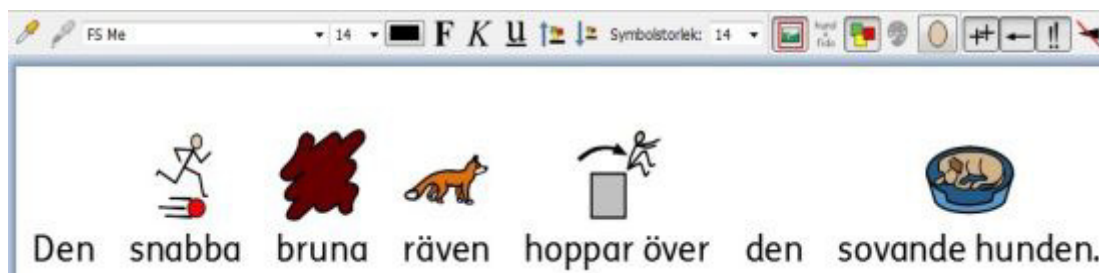 FS Me 14 F K U Symbolstorlek: 14
Den snabba bruna räven hoppar över den sovande hunden.